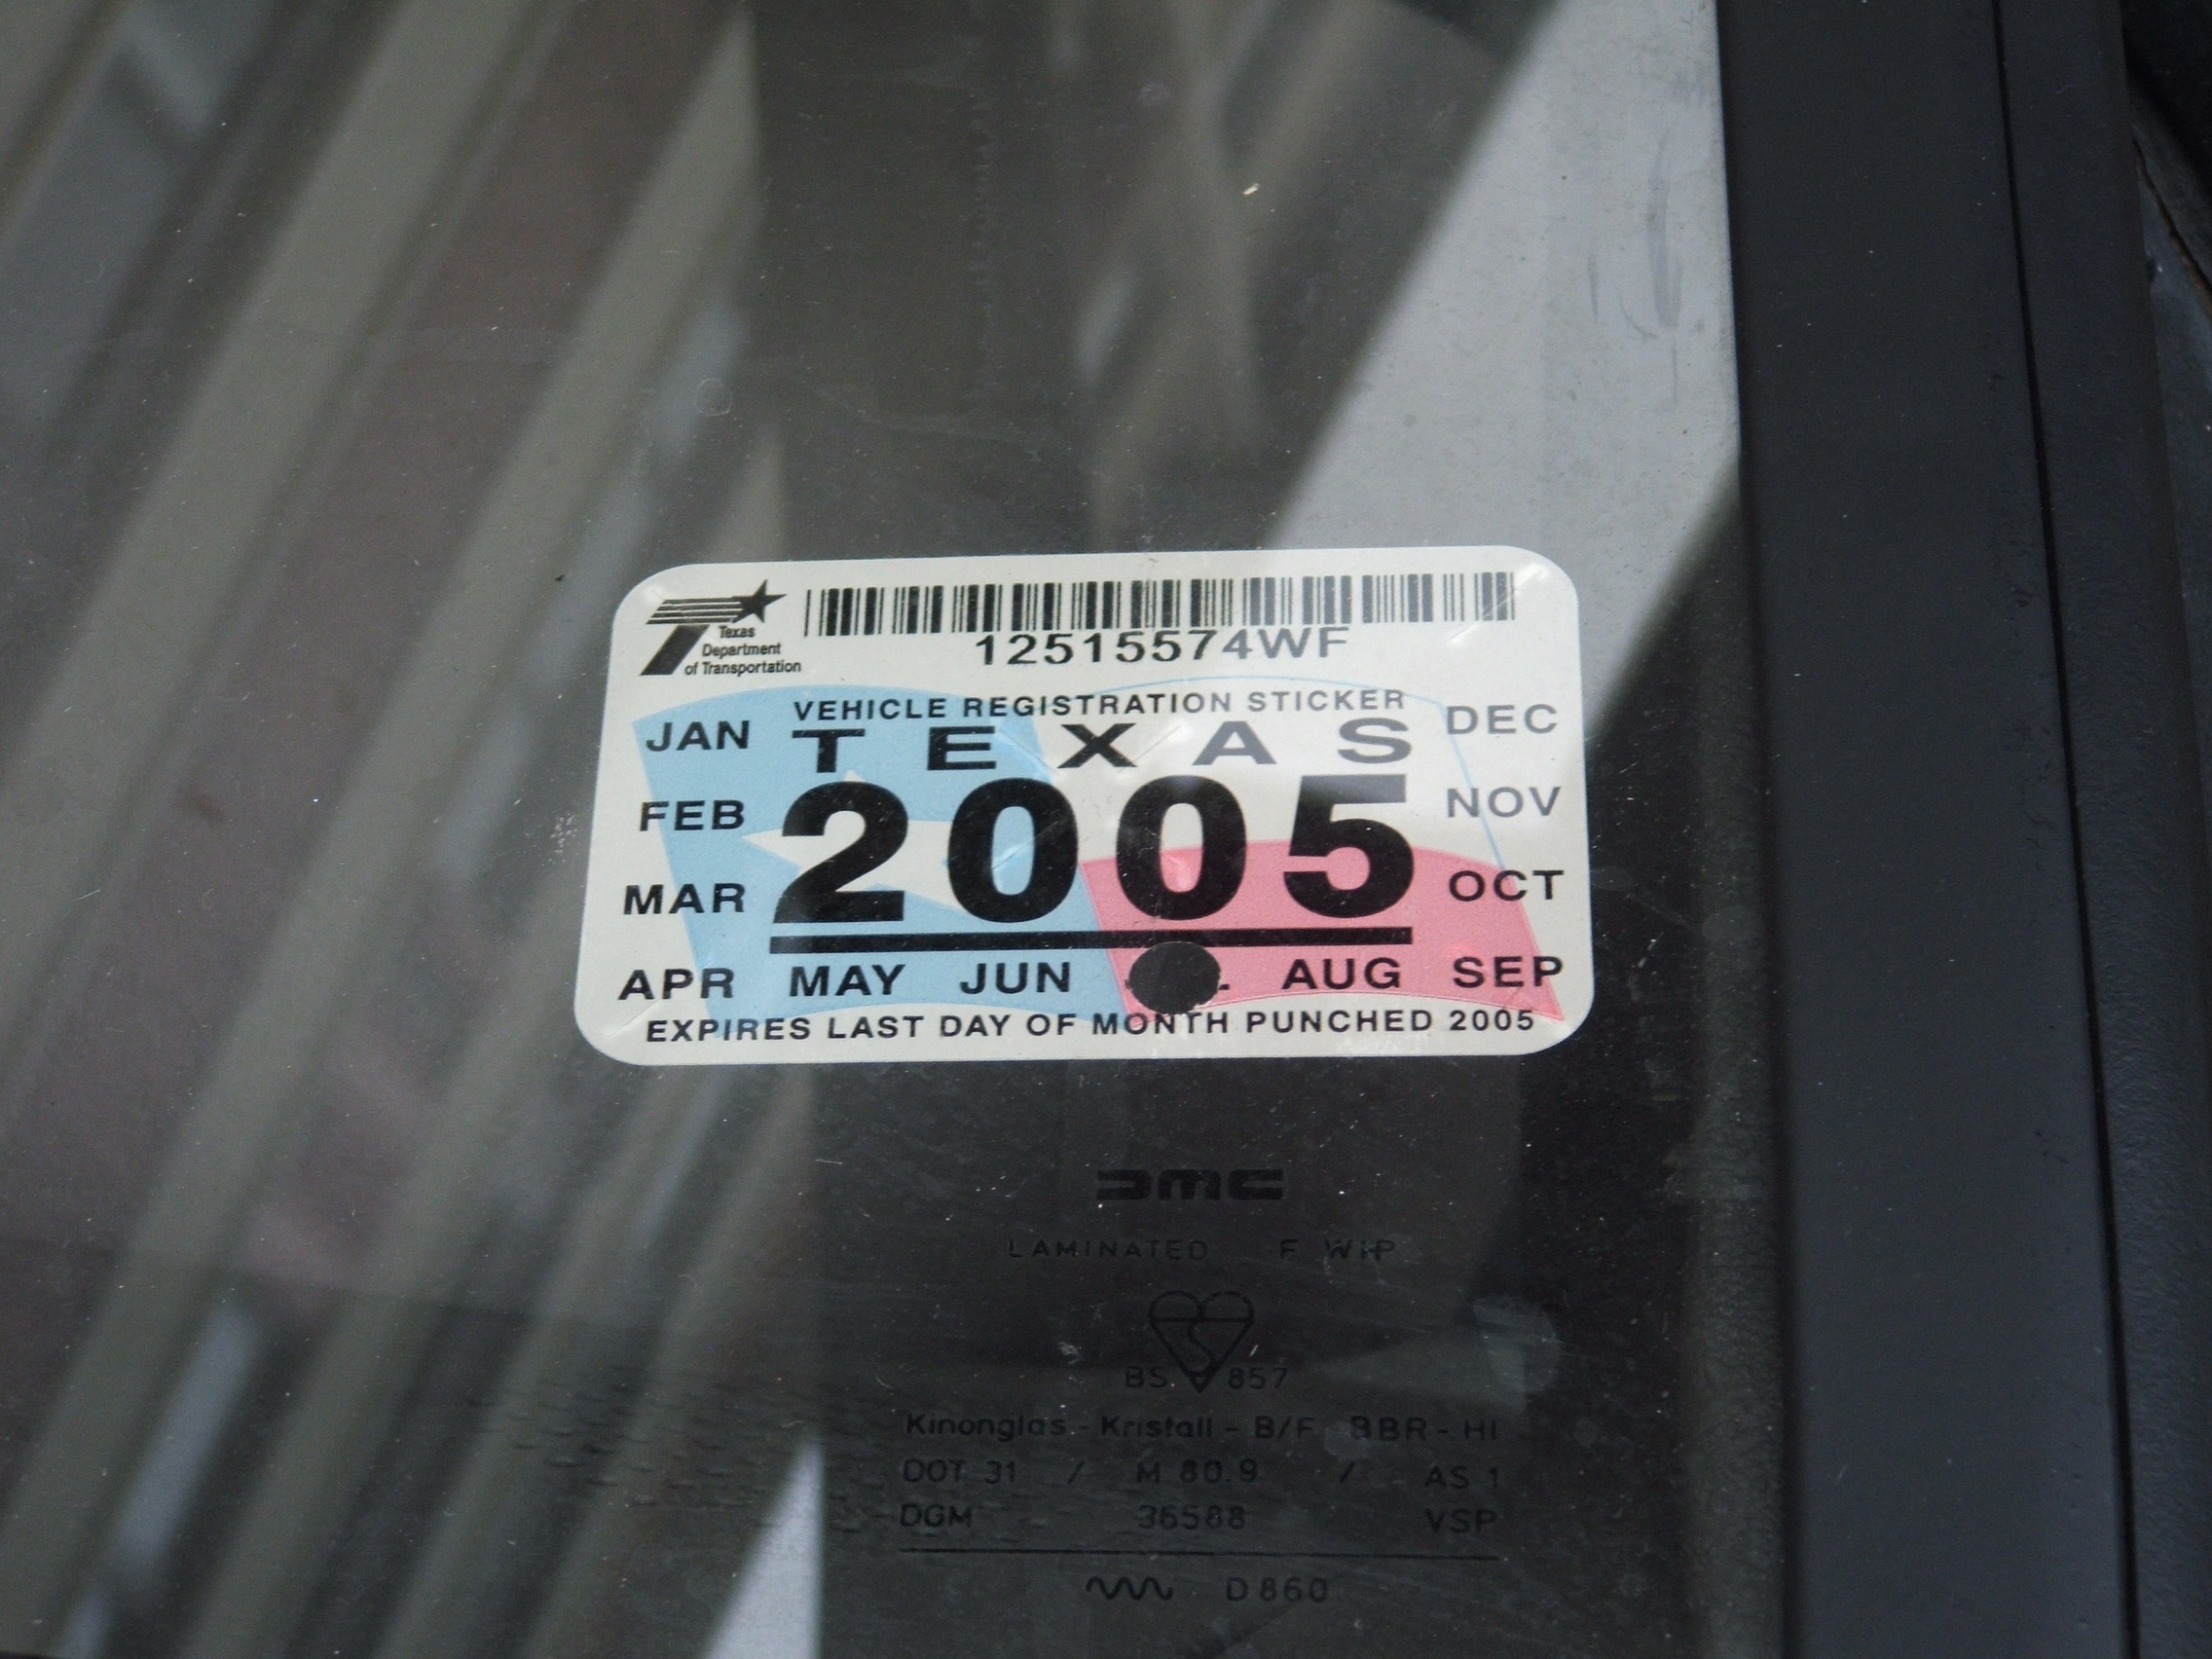 Texas
Department
of Transportation
12515574WF
VEHICLE REGISTRATION STICKER
TEXAS
2005
JAN
FEB
MAR
APR MAY JUN AUG SEP
OCT
NOV
DEC
EXPIRES LAST DAY OF MONTH PUNCHED 2005
DMC
LAMINATED F WHP
BS 857
Kinonglas - Kristall - B/F BBR - HI
DOT 31 / M 80.9 / AS 1
DGM 36588 VSP
D 860